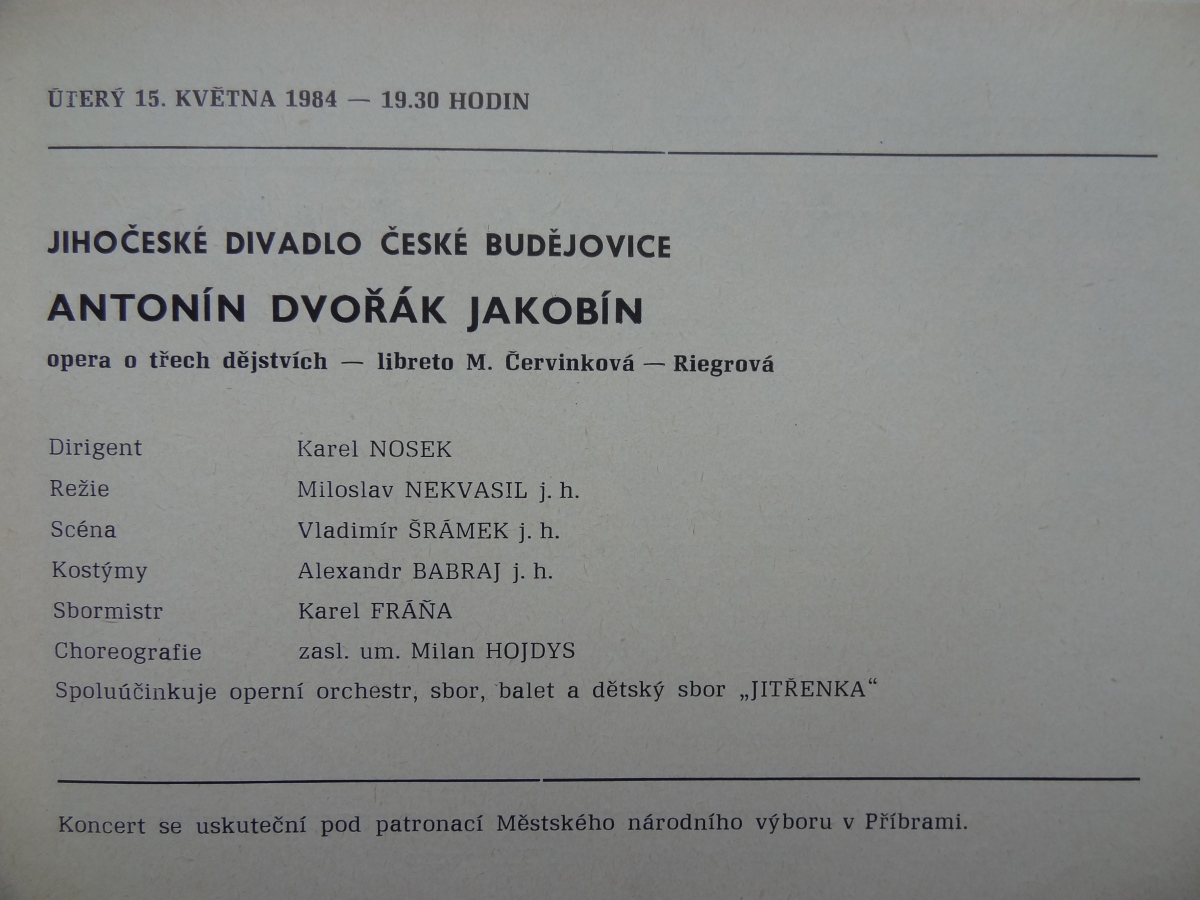 ÚTERÝ 15. KVĚTNA 1984 — 19.30 HODIN
JIHOČESKÉ DIVADLO ČESKÉ BUDĚJOVICE
ANTONÍN DVOŘÁK JAKOBÍN
opera o třech dějstvích — libreto M. Červinková — Riegrová
Dirigent Karel NOSEK
Režie Miloslav NEKVASIL j. h.
Scéna Vladimír ŠRÁMEK j. h.
Kostýmy Alexandr BABRAJ j. h.
Sbormistr Karel FRÁŇA
Choreografie zasl. um. Milan HOJDYS
Spoluúčinkuje operní orchestr, sbor, balet a dětský sbor „JITŘENKA“
Koncert se uskuteční pod patronací Městského národního výboru v Příbrami.